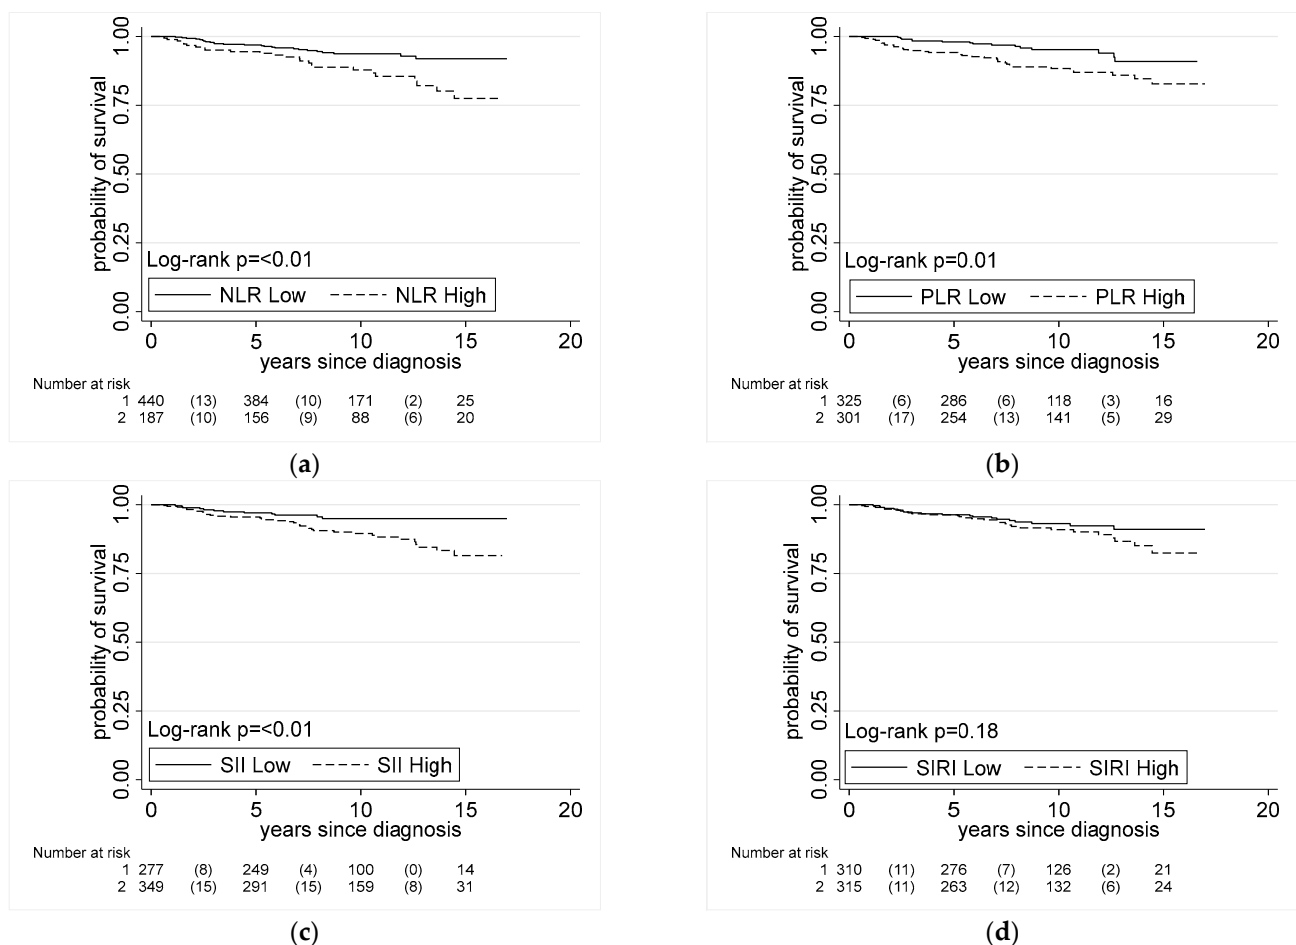 probability of survival
1.00
0.75
0.50
0.25
0.00
Log-rank p=<0.01
NLR Low NLR High
0 5 10 15 20
years since diagnosis
Number at risk
1 440 (13) 384 (10) 171 (2) 25
2 187 (10) 156 (9) 88 (6) 20
(a)
probability of survival
1.00
0.75
0.50
0.25
0.00
Log-rank p=0.01
PLR Low PLR High
0 5 10 15 20
years since diagnosis
Number at risk
1 325 (6) 286 (6) 118 (3) 16
2 301 (17) 254 (13) 141 (5) 29
(b)
probability of survival
1.00
0.75
0.50
0.25
0.00
Log-rank p=<0.01
SII Low SII High
0 5 10 15 20
years since diagnosis
Number at risk
1 277 (8) 249 (4) 100 (0) 14
2 349 (15) 291 (15) 159 (8) 31
(c)
probability of survival
1.00
0.75
0.50
0.25
0.00
Log-rank p=0.18
SIRI Low SIRI High
0 5 10 15 20
years since diagnosis
Number at risk
1 310 (11) 276 (7) 126 (2) 21
2 315 (11) 263 (12) 132 (6) 24
(d)